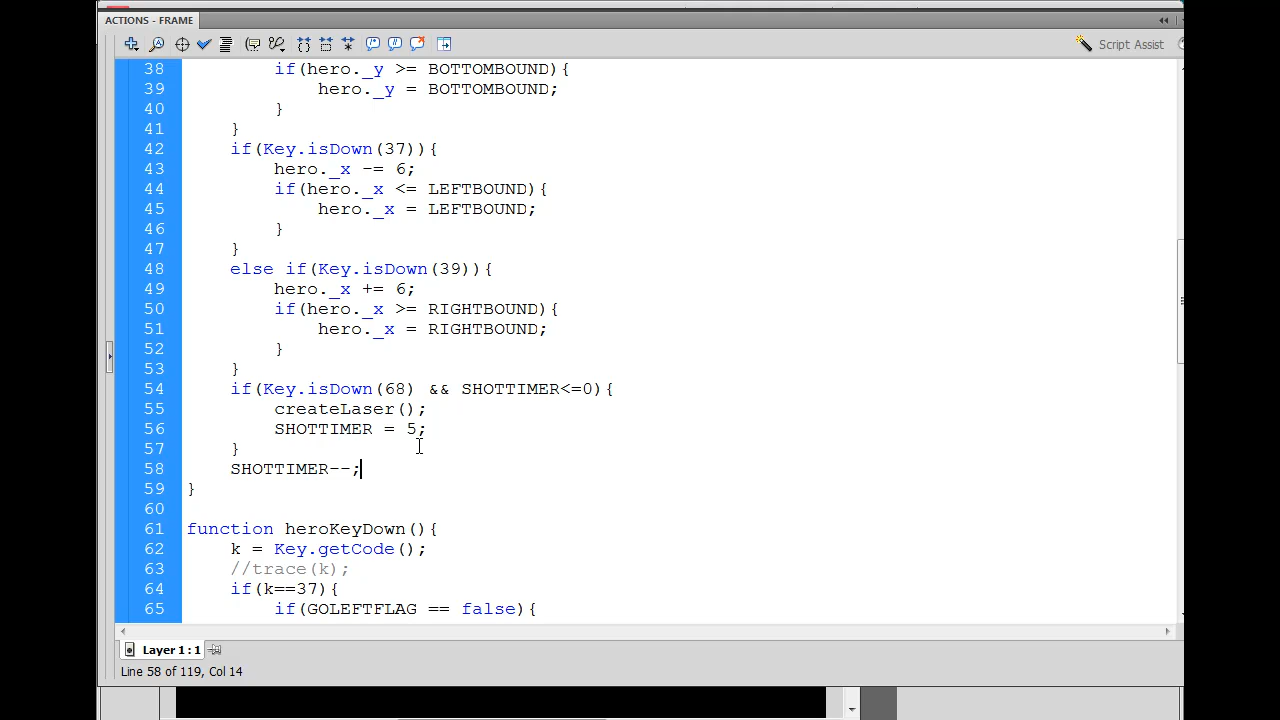 ACTIONS - FRAME
Script Assist
38 if(hero._y >= BOTTOMBOUND){
39 hero._y = BOTTOMBOUND;
40 }
41 }
42 if(Key.isDown(37)){
43 hero._x -= 6;
44 if(hero._x <= LEFTBOUND){
45 hero._x = LEFTBOUND;
46 }
47 }
48 else if(Key.isDown(39)){
49 hero._x += 6;
50 if(hero._x >= RIGHTBOUND){
51 hero._x = RIGHTBOUND;
52 }
53 }
54 if(Key.isDown(68) && SHOTTIMER<=0){
55 createLaser();
56 SHOTTIMER = 5;
57 }
58 SHOTTIMER--;
59 }
60
61 function heroKeyDown(){
62 k = Key.getCode();
63 //trace(k);
64 if(k==37){
65 if(GOLEFTFLAG == false){
Layer 1 : 1
Line 58 of 119, Col 14